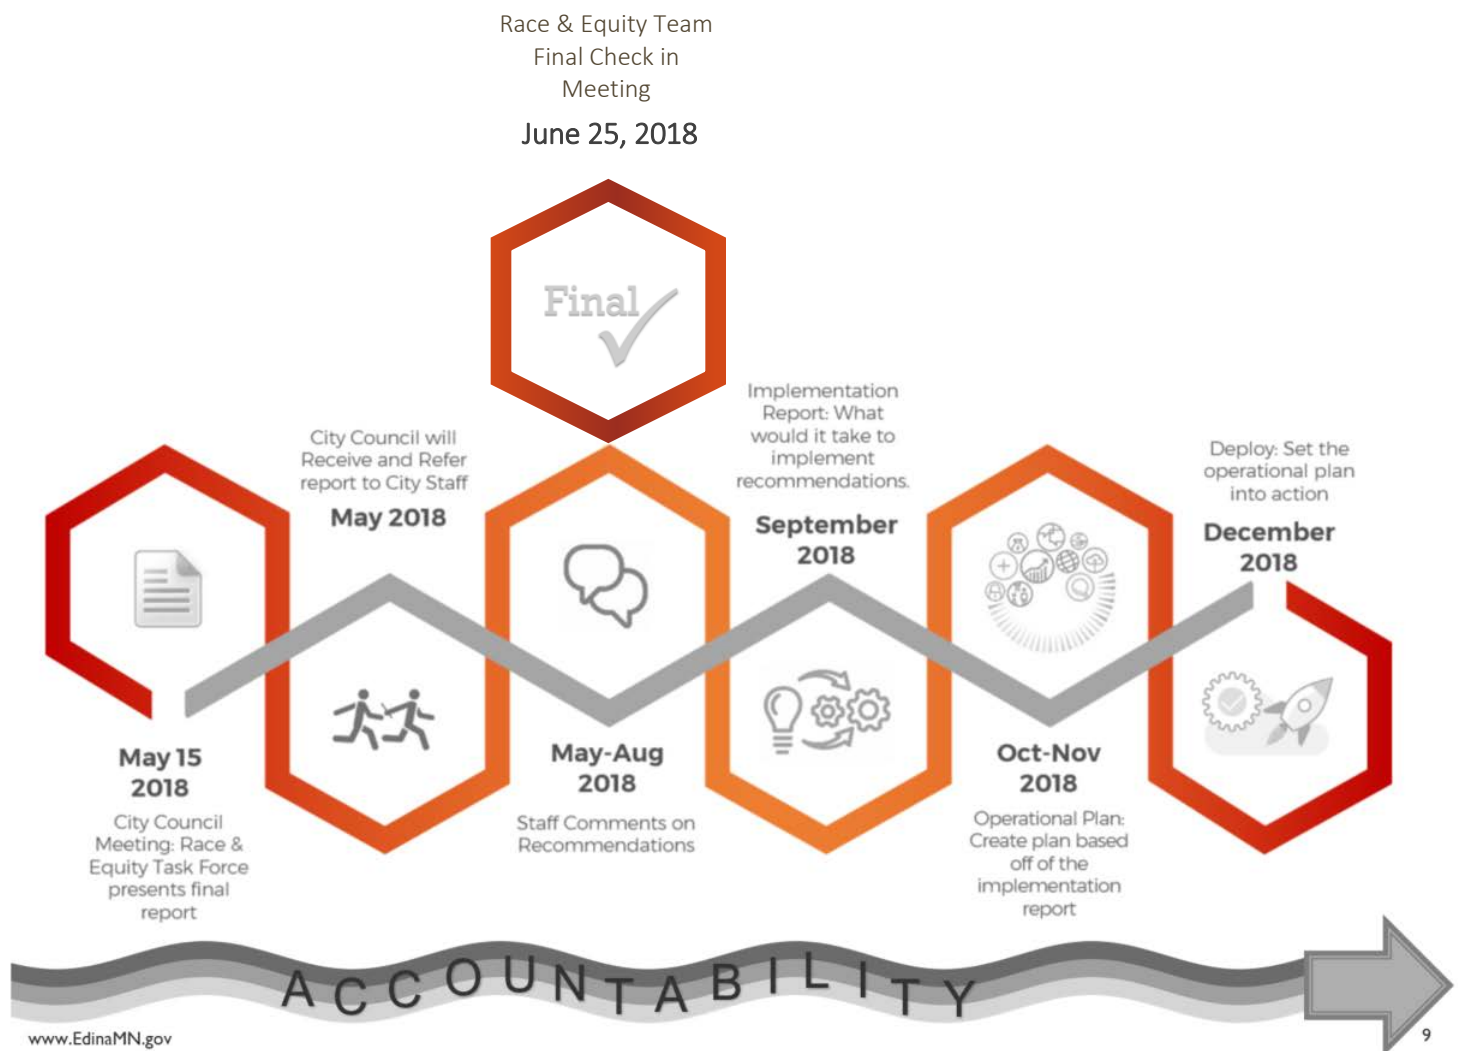 Race & Equity Team
Final Check in
Meeting
June 25, 2018
Final
May 15
2018
City Council
Meeting: Race &
Equity Task Force
presents final
report
City Council will
Receive and Refer
report to City Staff
May 2018
May-Aug
2018
Staff Comments on
Recommendations
Implementation
Report: What
would it take to
implement
recommendations.
September
2018
Oct-Nov
2018
Operational Plan:
Create plan based
off of the
implementation
report
Deploy: Set the
operational plan
into action
December
2018
ACCOUNTABILITY
www.EdinaMN.gov
9